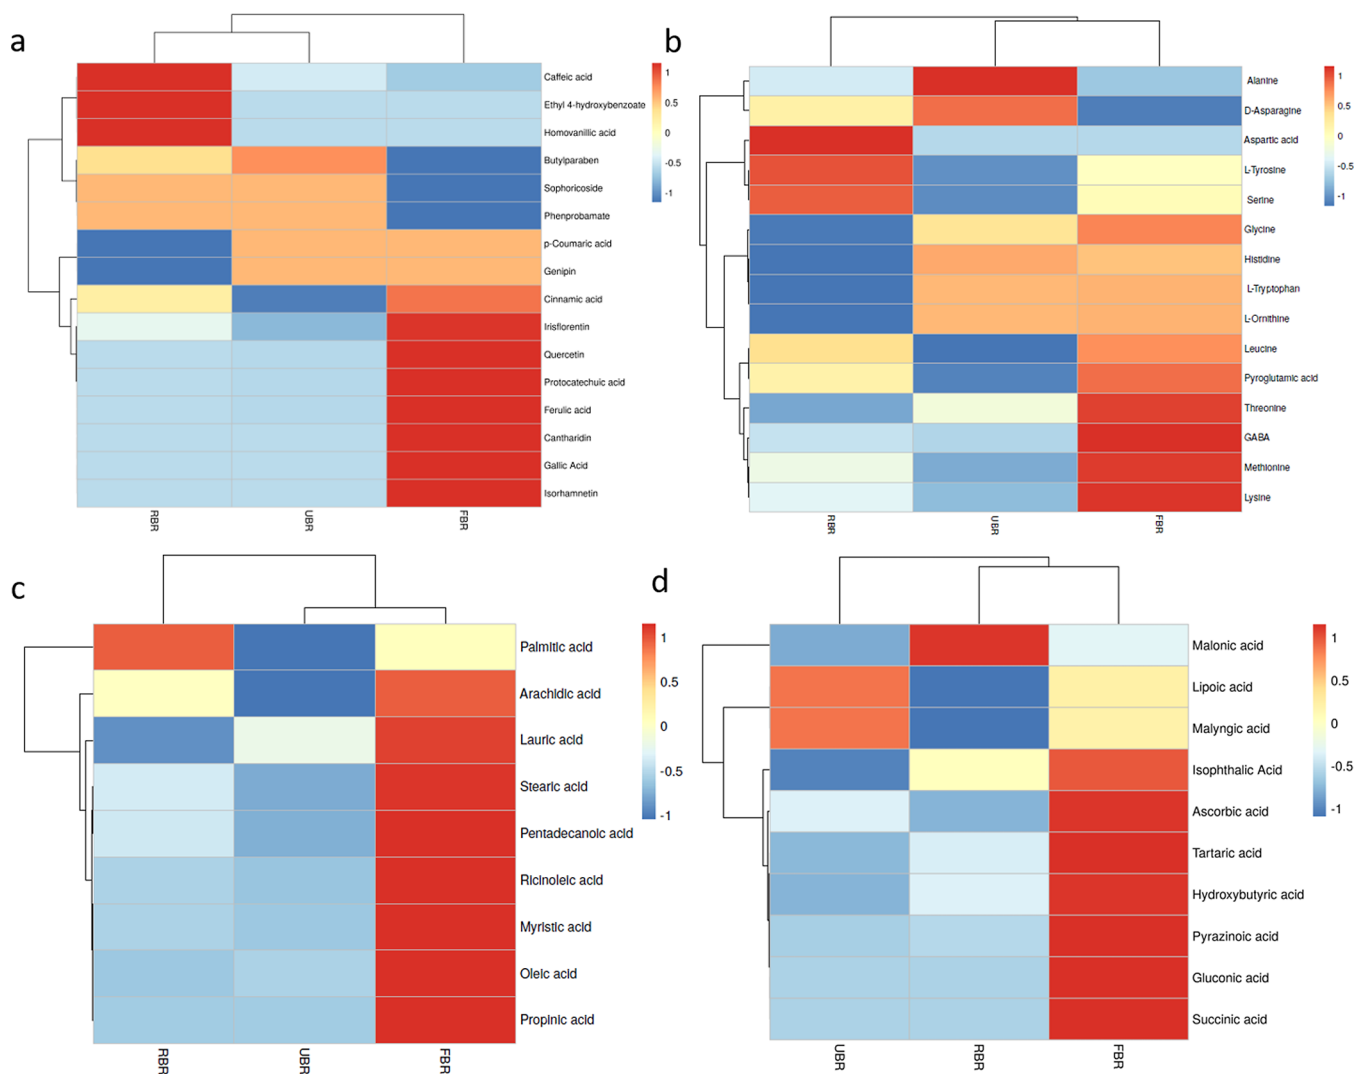 a
Caffeic acid
Ethyl 4-hydroxybenzoate
Homovanillic acid
Butylparaben
Sophoricoside
Phenprobamate
p-Coumaric acid
Genipin
Cinnamic acid
Irisflorentin
Quercetin
Protocatechuic acid
Ferulic acid
Cantharidin
Gallic Acid
Isorhamnetin
1
0.5
0
-0.5
-1
RBR
UBR
FBR
b
Alanine
D-Asparagine
Aspartic acid
L-Tyrosine
Serine
Glycine
Histidine
L-Tryptophan
L-Ornithine
Leucine
Pyroglutamic acid
Threonine
GABA
Methionine
Lysine
1
0.5
0
-0.5
-1
RBR
UBR
FBR
c
Palmitic acid
Arachidic acid
Lauric acid
Stearic acid
Pentadecanoic acid
Ricinoleic acid
Myristic acid
Oleic acid
Propinic acid
1
0.5
0
-0.5
-1
RBR
UBR
FBR
d
Malonic acid
Lipoic acid
Malyngic acid
Isophthalic Acid
Ascorbic acid
Tartaric acid
Hydroxybutyric acid
Pyrazinoic acid
Gluconic acid
Succinic acid
1
0.5
0
-0.5
-1
UBR
RBR
FBR